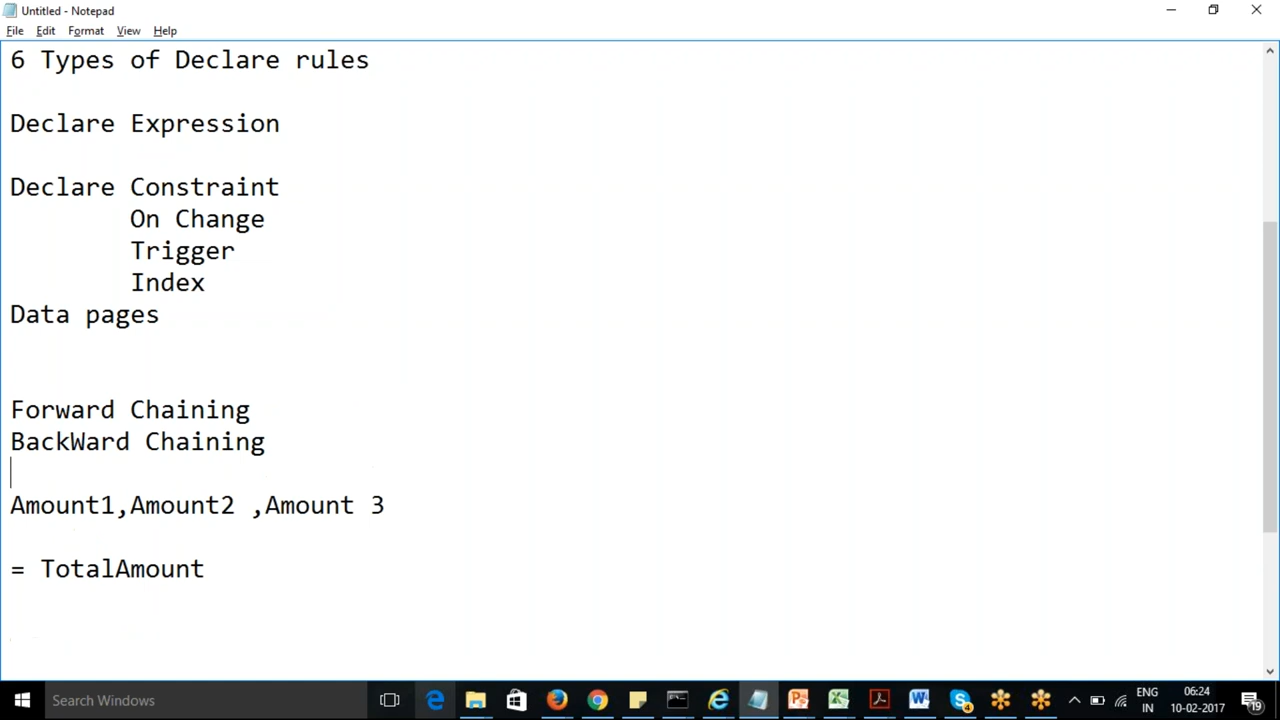 Untitled - Notepad
File Edit Format View Help
6 Types of Declare rules
Declare Expression
Declare Constraint
On Change
Trigger
Index
Data pages
Forward Chaining
BackWard Chaining
Amount1,Amount2 ,Amount 3
= TotalAmount
Search Windows
4
ENG
IN
06:24
10-02-2017
19